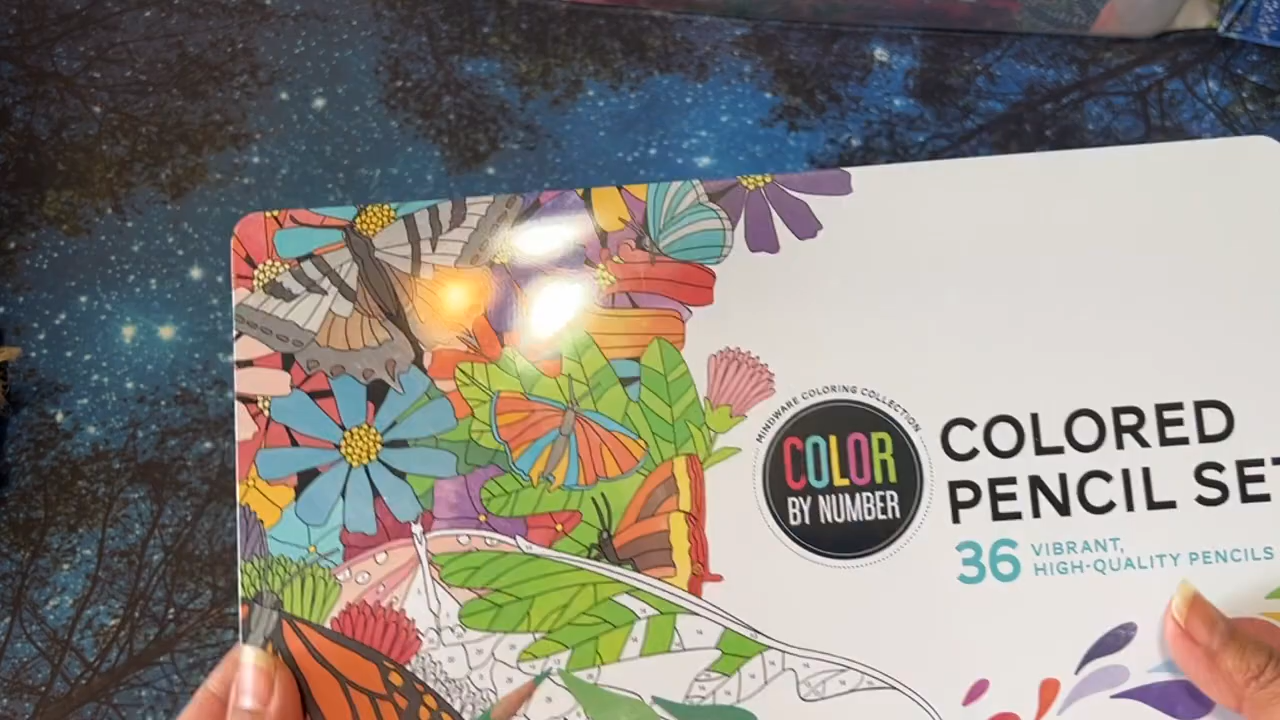 MINDWARE COLORING COLLECTION
COLOR
BY NUMBER
COLORED
PENCIL SET
36 VIBRANT,
HIGH-QUALITY PENCILS